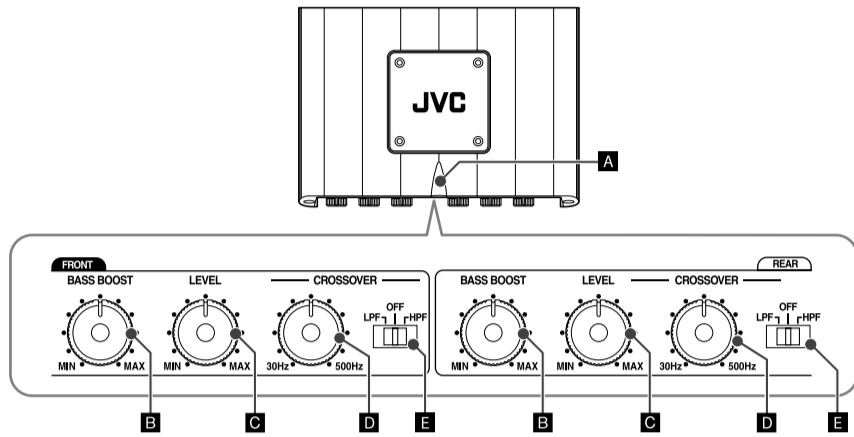 JVC
A
FRONT
REAR
BASS BOOST LEVEL CROSSOVER BASS BOOST LEVEL CROSSOVER
OFF OFF
LPF HPF LPF HPF
MIN MAX MIN MAX 30Hz 500Hz MIN MAX MIN MAX 30Hz 500Hz
B C D E B C D E